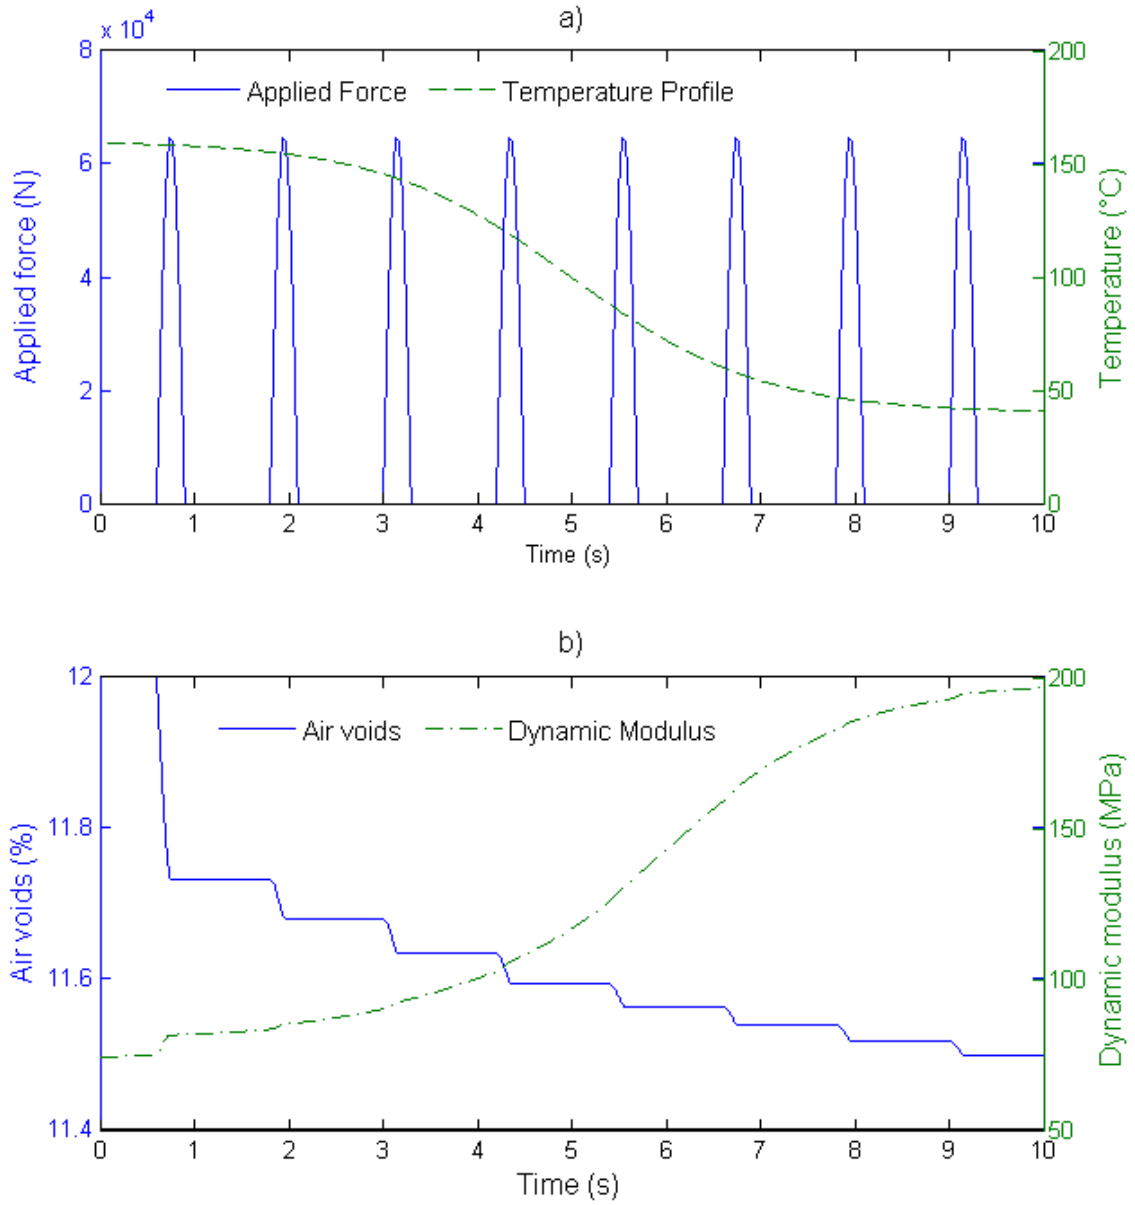 a)
x 10⁴
8
6
4
2
0
Applied force (N)
Applied Force
Temperature Profile
200
150
100
50
0
Temperature (°C)
0 1 2 3 4 5 6 7 8 9 10
Time (s)
b)
12
11.8
11.6
11.4
Air voids (%)
Air voids
Dynamic Modulus
200
150
100
50
Dynamic modulus (MPa)
0 1 2 3 4 5 6 7 8 9 10
Time (s)